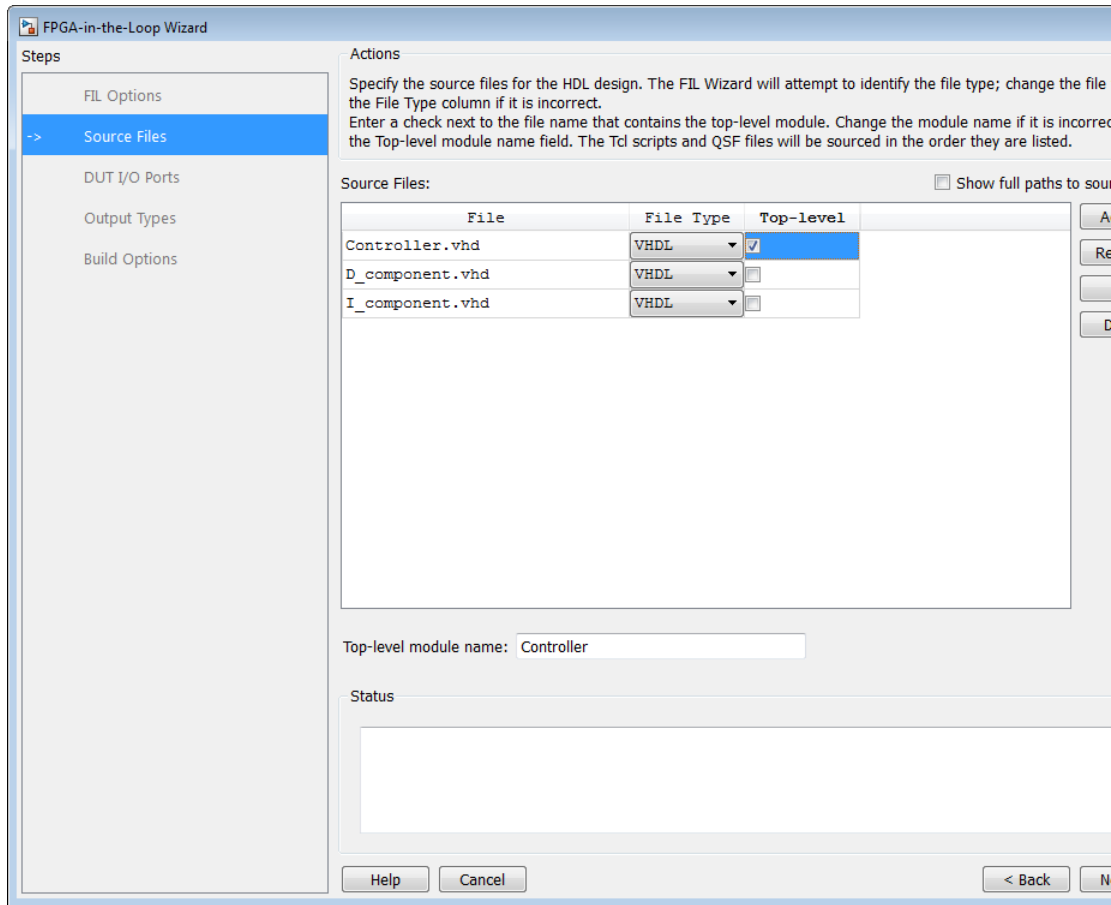 FPGA-in-the-Loop Wizard
Steps
FIL Options
-> Source Files
DUT I/O Ports
Output Types
Build Options
Actions
Specify the source files for the HDL design. The FIL Wizard will attempt to identify the file type; change the file
the File Type column if it is incorrect.
Enter a check next to the file name that contains the top-level module. Change the module name if it is incorrec
the Top-level module name field. The Tcl scripts and QSF files will be sourced in the order they are listed.
Source Files:
Show full paths to sour
File File Type Top-level
Controller.vhd VHDL
D_component.vhd VHDL
I_component.vhd VHDL
A
Re
D
Top-level module name: Controller
Status
Help Cancel < Back N